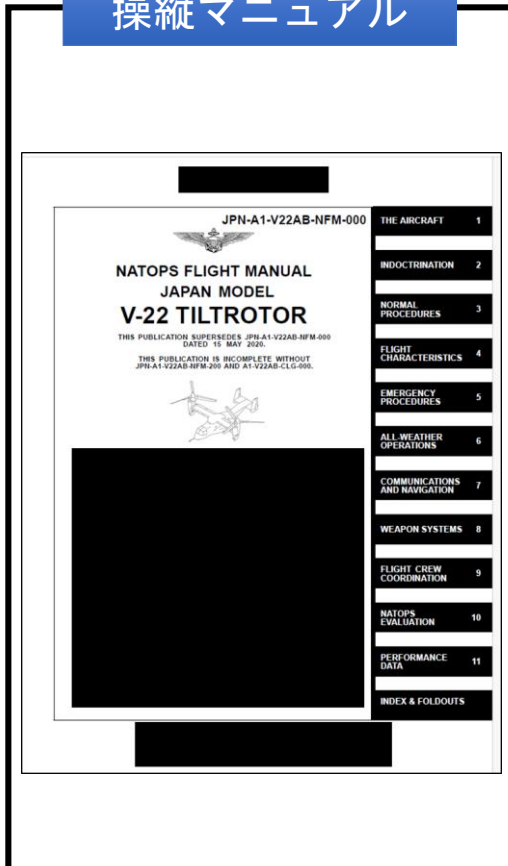 操縦マニュアル
JPN-A1-V22AB-NFM-000
NATOPS FLIGHT MANUAL
JAPAN MODEL
V-22 TILTROTOR
THIS PUBLICATION SUPERSEDES JPN-A1-V22AB-NFM-000
DATED 15 MAY 2020.
THIS PUBLICATION IS INCOMPLETE WITHOUT
JPN-A1-V22AB-NFM-200 AND A1-V22AB-CLG-000.
THE AIRCRAFT 1
INDOCTRINATION 2
NORMAL
PROCEDURES 3
FLIGHT
CHARACTERISTICS 4
EMERGENCY
PROCEDURES 5
ALL-WEATHER
OPERATIONS 6
COMMUNICATIONS
AND NAVIGATION 7
WEAPON SYSTEMS 8
FLIGHT CREW
COORDINATION 9
NATOPS
EVALUATION 10
PERFORMANCE
DATA 11
INDEX & FOLDOUTS